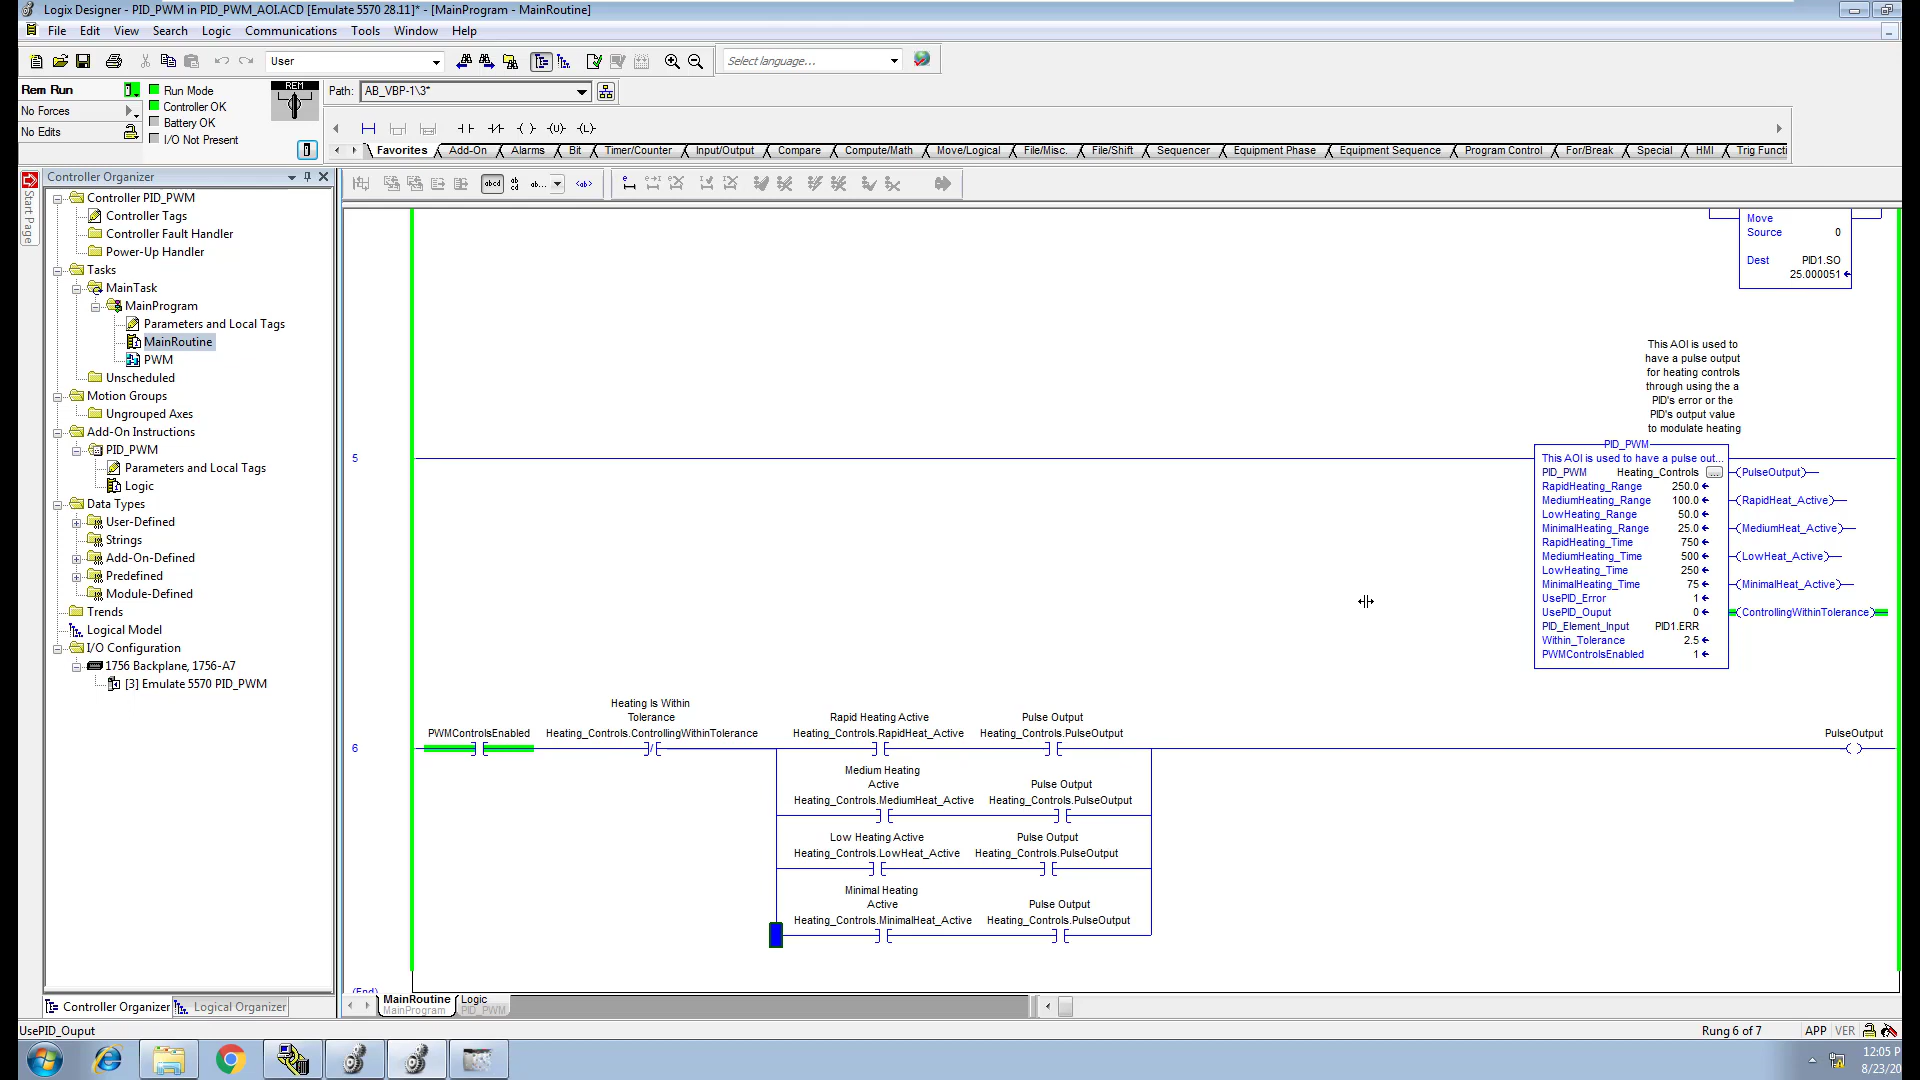 Logix Designer - PID_PWM in PID_PWM_AOI.ACD [Emulate 5570 28.11]* - [MainProgram - MainRoutine]
File Edit View Search Logic Communications Tools Window Help
User
Select language...
Rem Run
No Forces
No Edits
Run Mode
Controller OK
Battery OK
I/O Not Present
REM
Path: AB_VBP-1\3*
Favorites Add-On Alarms Bit Timer/Counter Input/Output Compare Compute/Math Move/Logical File/Misc. File/Shift Sequencer Equipment Phase Equipment Sequence Program Control For/Break Special HMI Trig Functi
Start Page
Controller Organizer
Controller PID_PWM
Controller Tags
Controller Fault Handler
Power-Up Handler
Tasks
MainTask
MainProgram
Parameters and Local Tags
MainRoutine
PWM
Unscheduled
Motion Groups
Ungrouped Axes
Add-On Instructions
PID_PWM
Parameters and Local Tags
Logic
Data Types
User-Defined
Strings
Add-On-Defined
Predefined
Module-Defined
Trends
Logical Model
I/O Configuration
1756 Backplane, 1756-A7
[3] Emulate 5570 PID_PWM
Controller Organizer Logical Organizer
Move
Source 0
Dest PID1.SO
25.000051
This AOI is used to
have a pulse output
for heating controls
through using the a
PID's error or the
PID's output value
to modulate heating
5
PID_PWM
This AOI is used to have a pulse out...
PID_PWM Heating_Controls ... PulseOutput
RapidHeating_Range 250.0
MediumHeating_Range 100.0 RapidHeat_Active
LowHeating_Range 50.0
MinimalHeating_Range 25.0 MediumHeat_Active
RapidHeating_Time 750
MediumHeating_Time 500 LowHeat_Active
LowHeating_Time 250
MinimalHeating_Time 75 MinimalHeat_Active
UsePID_Error 1
UsePID_Ouput 0 ControllingWithinTolerance
PID_Element_Input PID1.ERR
Within_Tolerance 2.5
PWMControlsEnabled 1
6
PWMControlsEnabled
Heating Is Within
Tolerance
Heating_Controls.ControllingWithinTolerance
Rapid Heating Active
Heating_Controls.RapidHeat_Active
Pulse Output
Heating_Controls.PulseOutput
PulseOutput
Medium Heating
Active
Heating_Controls.MediumHeat_Active
Pulse Output
Heating_Controls.PulseOutput
Low Heating Active
Heating_Controls.LowHeat_Active
Pulse Output
Heating_Controls.PulseOutput
Minimal Heating
Active
Heating_Controls.MinimalHeat_Active
Pulse Output
Heating_Controls.PulseOutput
(End)
MainRoutine
MainProgram
Logic
PID_PWM
UsePID_Ouput
Rung 6 of 7 APP VER
12:05 P
8/23/20